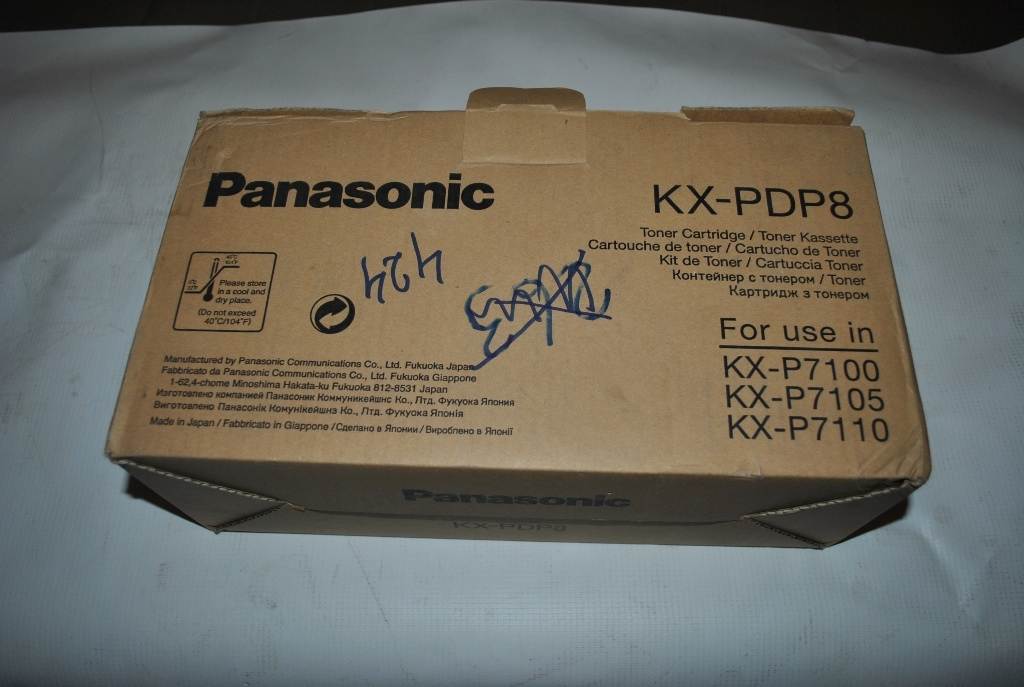 Panasonic
KX-PDP8
Toner Cartridge / Toner Kassette
Cartouche de toner / Cartucho de Toner
Kit de Toner / Cartuccia Toner
Контейнер с тонером / Toner
Картридж з тонером
40°C
104°F
Please store
in a cool and
dry place.
(Do not exceed
40°C/104°F)
424
For use in
KX-P7100
KX-P7105
KX-P7110
Manufactured by Panasonic Communications Co., Ltd. Fukuoka Japan
Fabbricato da Panasonic Communications Co., Ltd. Fukuoka Giappone
1-62,4-chome Minoshima Hakata-ku Fukuoka 812-8531 Japan
Изготовлено компанией Панасоник Коммуникейшнс Ко., Лтд. Фукуока Япония
Виготовлено Панасонік Комунікейшнз Ко., Лтд. Фукуока Японія
Made in Japan / Fabbricato in Giappone / Сделано в Японии / Вироблено в Японії
Panasonic
KX-PDP8